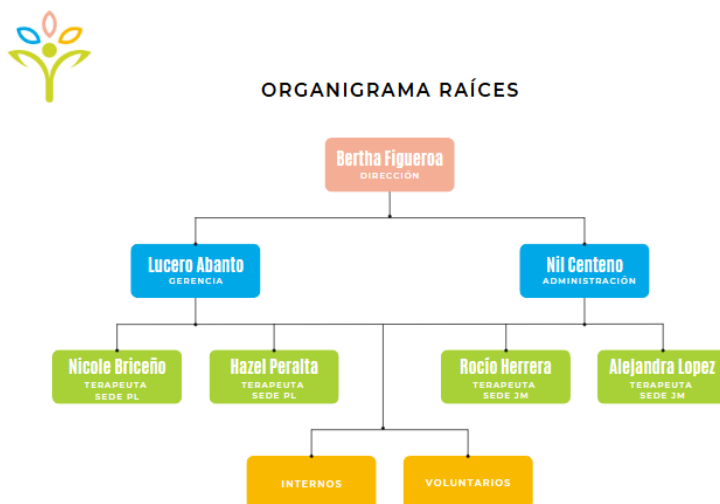 ORGANIGRAMA RAÍCES
Bertha Figueroa
DIRECCIÓN
Lucero Abanto
GERENCIA
Nil Centeno
ADMINISTRACIÓN
Nicole Briceño
TERAPEUTA
SEDE PL
Hazel Peralta
TERAPEUTA
SEDE PL
Rocío Herrera
TERAPEUTA
SEDE JM
Alejandra Lopez
TERAPEUTA
SEDE JM
INTERNOS
VOLUNTARIOS